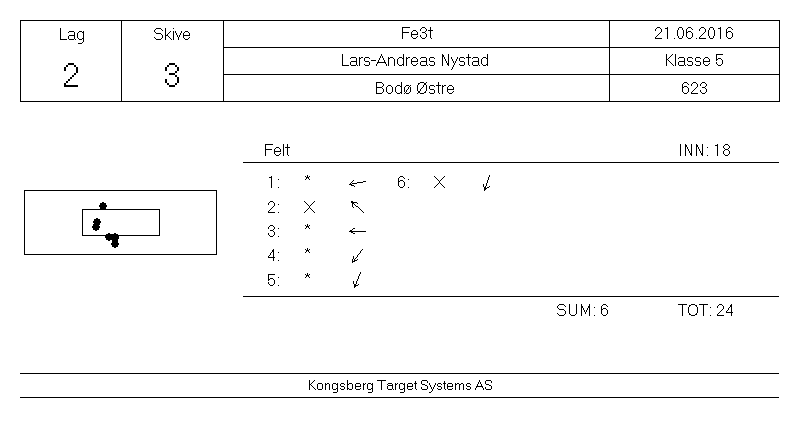 Lag Skive Fe3t 21.06.2016
2 3 Lars-Andreas Nystad Klasse 5
Bodø Østre 623
Felt INN: 18
1: * ← 6: X ↙
2: X ↖
3: * ←
4: * ↙
5: * ↙
SUM: 6 TOT: 24
Kongsberg Target Systems AS